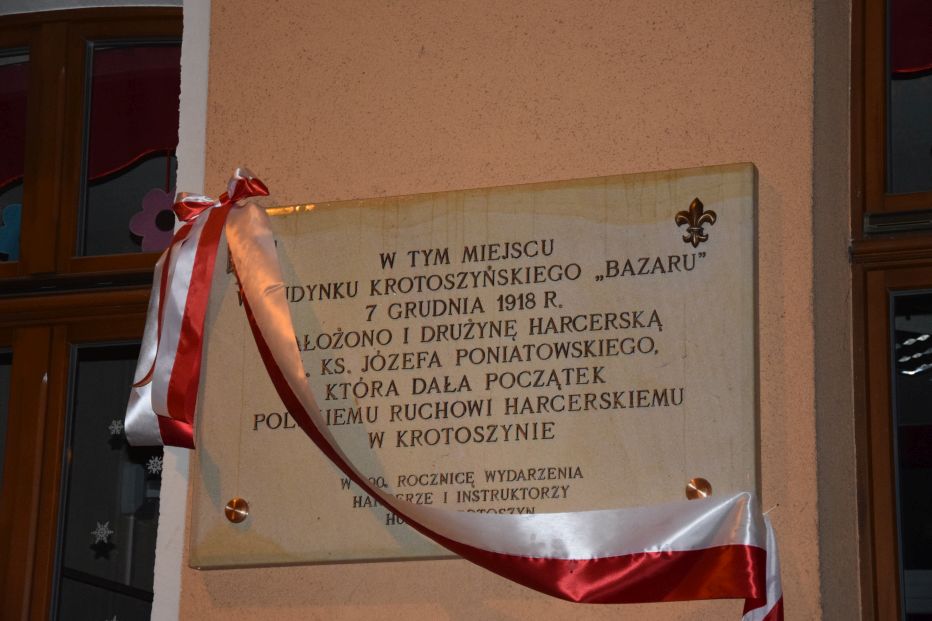 W TYM MIEJSCU
KROTOSZYŃSKIEGO „BAZARU”
7 GRUDNIA 1918 R.
I DRUŻYNĘ HARCERSKĄ
KS. JÓZEFA PONIATOWSKIEGO,
KTÓRA DAŁA POCZĄTEK
RUCHOWI HARCERSKIEMU
W KROTOSZYNIE
W ROCZNICĘ WYDARZENIA
I INSTRUKTORZY